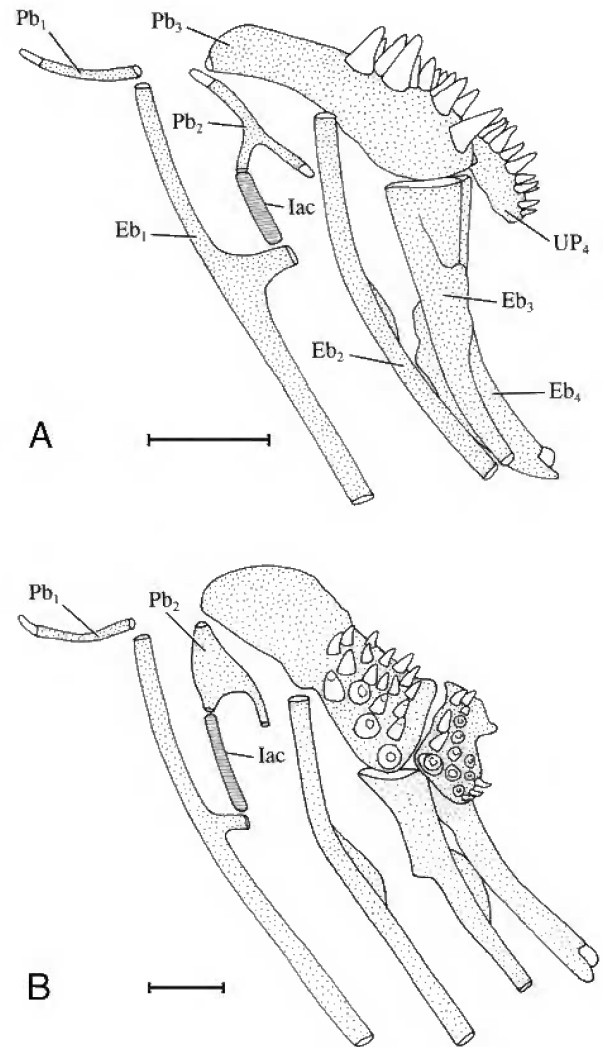 Pb₁
Pb₃
Pb₂
Iac
Eb₁
UP₄
Eb₃
Eb₂
Eb₄
A
Pb₁
Pb₂
Iac
B